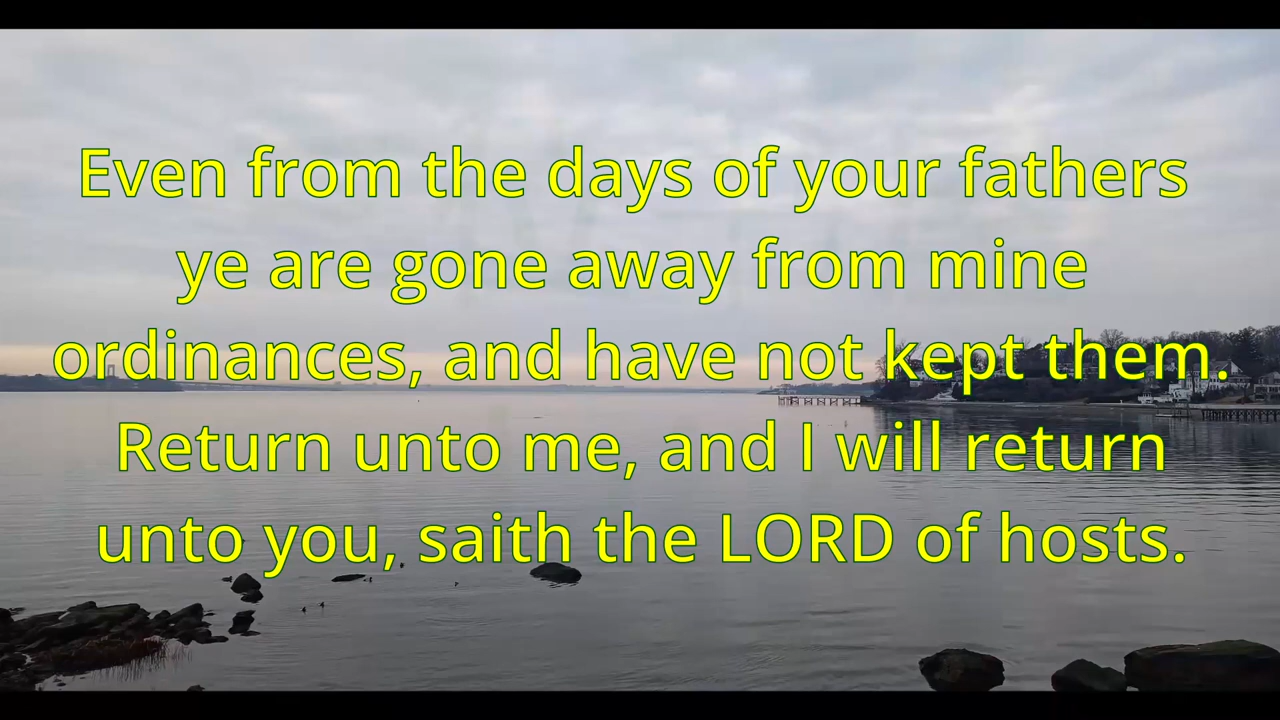 Even from the days of your fathers
ye are gone away from mine
ordinances, and have not kept them.
Return unto me, and I will return
unto you, saith the LORD of hosts.